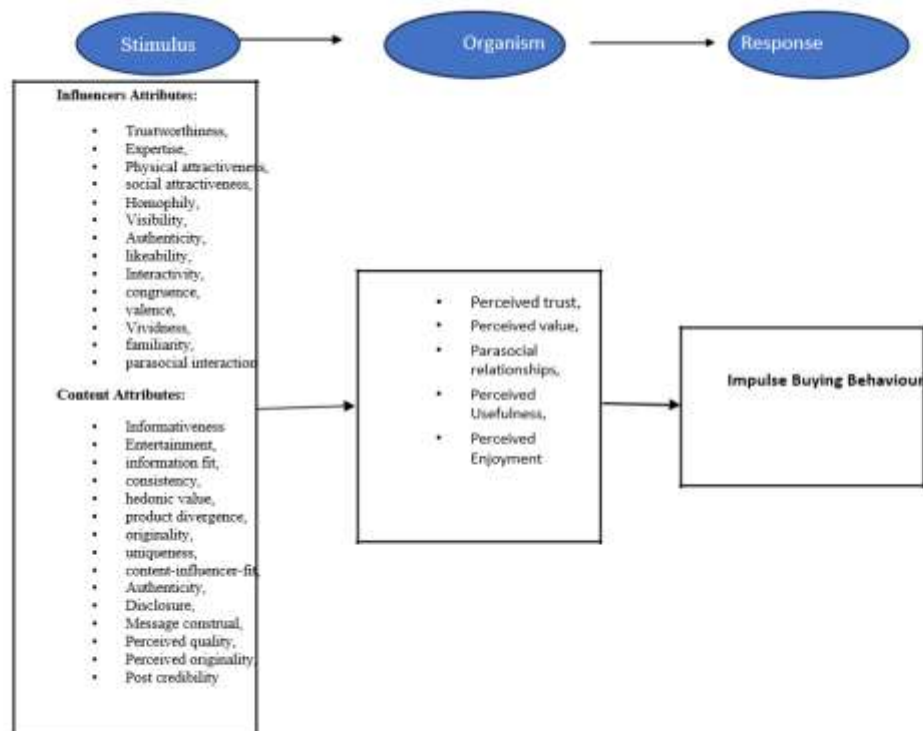 Stimulus
Organism
Response
Influencers Attributes:
• Trustworthiness,
• Expertise,
• Physical attractiveness,
• social attractiveness,
• Homophily,
• Visibility,
• Authenticity,
• likeability,
• Interactivity,
• congruence,
• valence,
• Vividness,
• familiarity,
• parasocial interaction
Content Attributes:
• Informativeness
• Entertainment,
• information fit,
• consistency,
• hedonic value,
• product divergence,
• originality,
• uniqueness,
• content-influencer-fit,
• Authenticity,
• Disclosure,
• Message construal,
• Perceived quality,
• Perceived originality,
• Post credibility
• Perceived trust,
• Perceived value,
• Parasocial
relationships,
• Perceived
Usefulness,
• Perceived
Enjoyment
Impulse Buying Behaviour